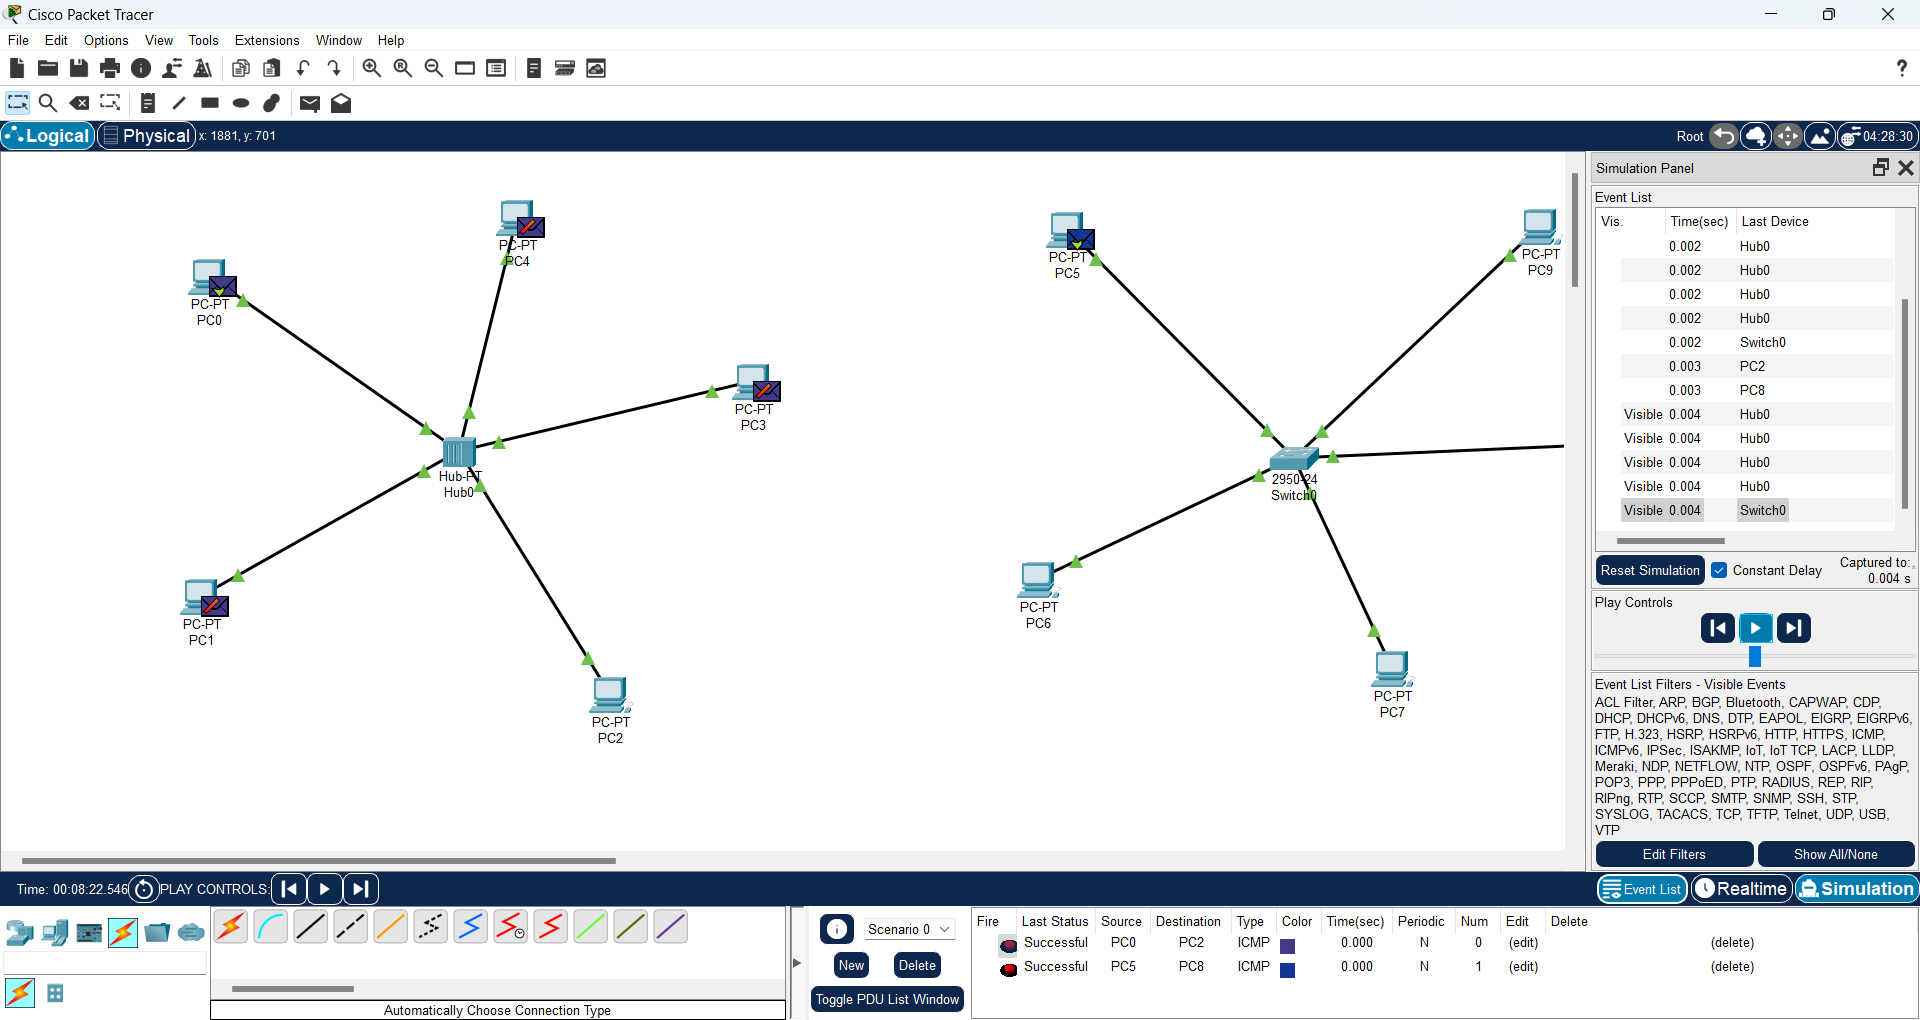 Cisco Packet Tracer
File Edit Options View Tools Extensions Window Help
Logical Physical x: 1881, y: 701 Root 04:28:30
PC-PT
PC4
PC-PT
PC0
PC-PT
PC3
Hub-PT
Hub0
PC-PT
PC1
PC-PT
PC2
PC-PT
PC5
PC-PT
PC9
2950-24
Switch0
PC-PT
PC6
PC-PT
PC7
Simulation Panel
Event List
Vis. Time(sec) Last Device
0.002 Hub0
0.002 Hub0
0.002 Hub0
0.002 Hub0
0.002 Switch0
0.003 PC2
0.003 PC8
Visible 0.004 Hub0
Visible 0.004 Hub0
Visible 0.004 Hub0
Visible 0.004 Hub0
Visible 0.004 Switch0
Reset Simulation Constant Delay Captured to:
0.004 s
Play Controls
Event List Filters - Visible Events
ACL Filter, ARP, BGP, Bluetooth, CAPWAP, CDP,
DHCP, DHCPv6, DNS, DTP, EAPOL, EIGRP, EIGRPv6,
FTP, H.323, HSRP, HSRPv6, HTTP, HTTPS, ICMP,
ICMPv6, IPSec, ISAKMP, IoT, IoT TCP, LACP, LLDP,
Meraki, NDP, NETFLOW, NTP, OSPF, OSPFv6, PAgP,
POP3, PPP, PPPoED, PTP, RADIUS, REP, RIP,
RIPng, RTP, SCCP, SMTP, SNMP, SSH, STP,
SYSLOG, TACACS, TCP, TFTP, Telnet, UDP, USB,
VTP
Edit Filters Show All/None
Time: 00:08:22.546 PLAY CONTROLS: Event List Realtime Simulation
Automatically Choose Connection Type
Scenario 0
New Delete
Toggle PDU List Window
Fire Last Status Source Destination Type Color Time(sec) Periodic Num Edit Delete
Successful PC0 PC2 ICMP 0.000 N 0 (edit) (delete)
Successful PC5 PC8 ICMP 0.000 N 1 (edit) (delete)